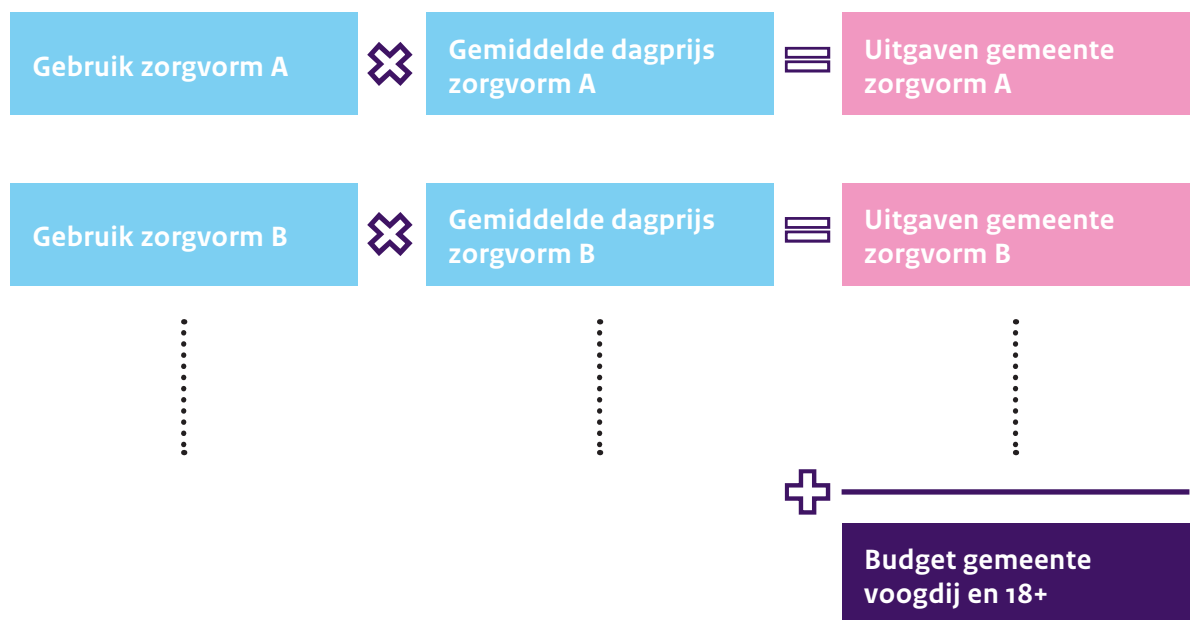 Gebruik zorgvorm A
Gemiddelde dagprijs
zorgvorm A
Uitgaven gemeente
zorgvorm A
Gebruik zorgvorm B
Gemiddelde dagprijs
zorgvorm B
Uitgaven gemeente
zorgvorm B
Budget gemeente
voogdij en 18+